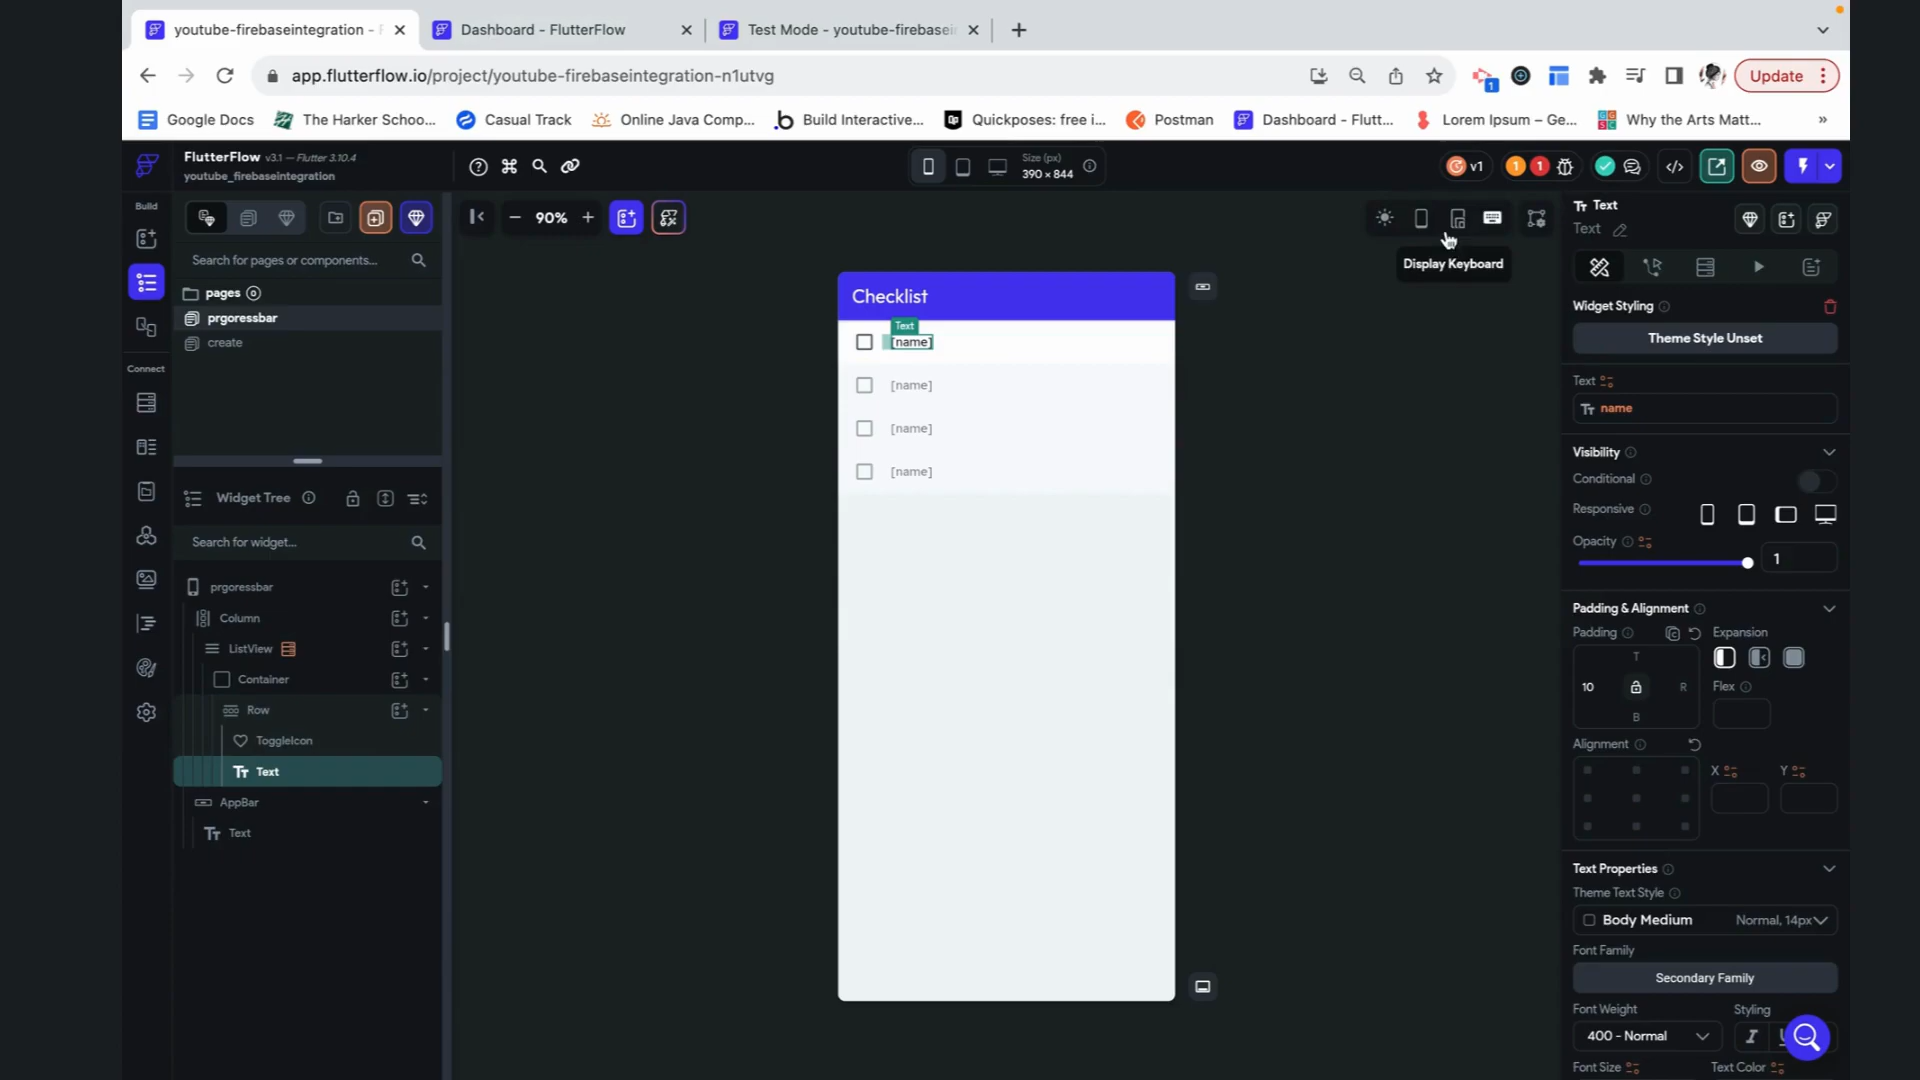 youtube-firebaseintegration - F
Dashboard - FlutterFlow
Test Mode - youtube-firebasein
app.flutterflow.io/project/youtube-firebaseintegration-n1utvg
1
Update
Google Docs
The Harker Schoo...
Casual Track
Online Java Comp...
Build Interactive...
Quickposes: free i...
Postman
Dashboard - Flutt...
Lorem Ipsum – Ge...
Why the Arts Matt...
»
FlutterFlow v3.1 — Flutter 3.10.4
youtube_firebaseintegration
Size (px)
390 × 844
v1
1
1
Build
90%
Display Keyboard
Search for pages or components...
pages
prgoressbar
create
Connect
Widget Tree
Search for widget...
prgoressbar
Column
ListView
Container
Row
ToggleIcon
Text
AppBar
Text
Checklist
Text
[name]
[name]
[name]
[name]
Text
Text
Widget Styling
Theme Style Unset
Text
name
Visibility
Conditional
Responsive
Opacity
1
Padding & Alignment
Padding
Expansion
T
10
R
B
Flex
Alignment
X
Y
Text Properties
Theme Text Style
Body Medium
Normal, 14px
Font Family
Secondary Family
Font Weight
Styling
400 - Normal
I
U
Font Size
Text Color